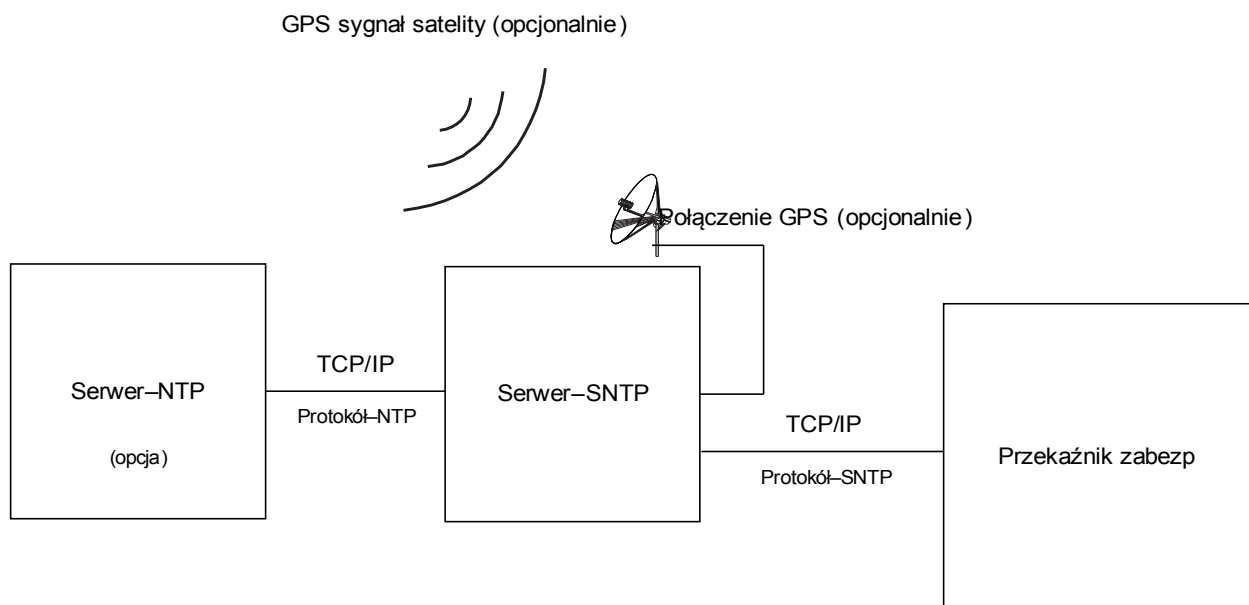 GPS sygnał satelity (opcjonalnie)
Połączenie GPS (opcjonalnie)
Serwer–NTP
(opcja)
TCP/IP
Protokół–NTP
Serwer–SNTP
TCP/IP
Protokół–SNTP
Przekaźnik zabezp